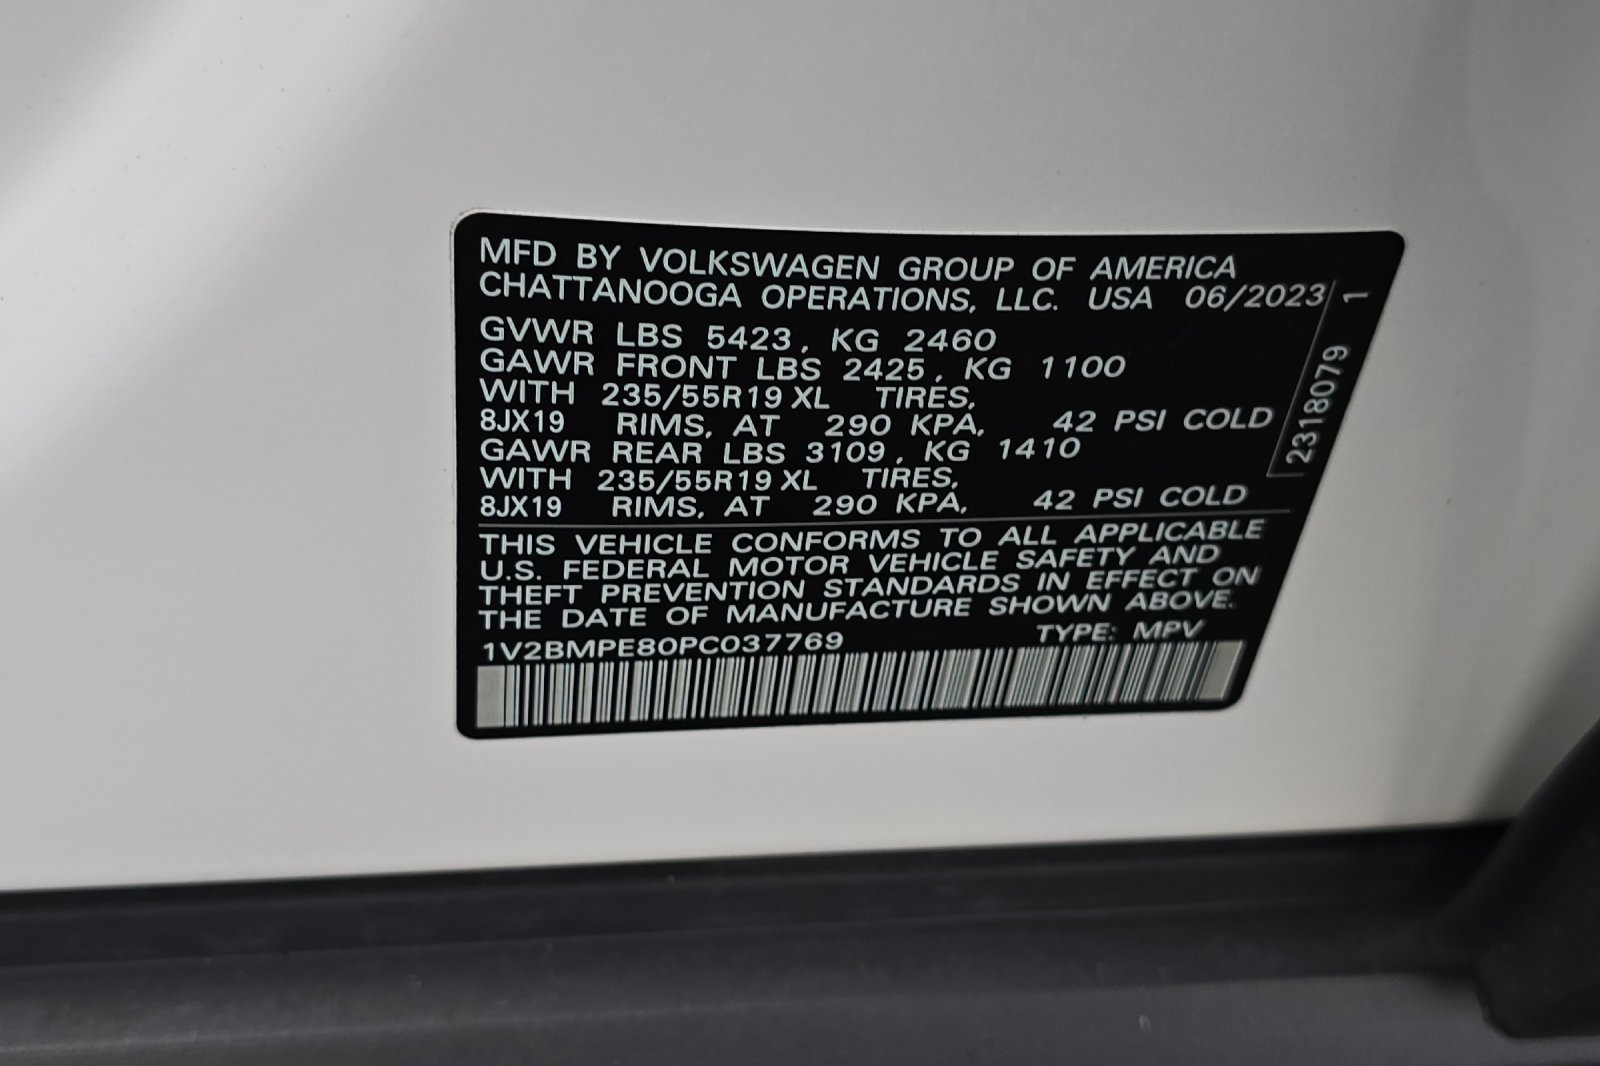 MFD BY VOLKSWAGEN GROUP OF AMERICA
CHATTANOOGA OPERATIONS, LLC. USA 06/2023
GVWR LBS 5423, KG 2460
GAWR FRONT LBS 2425, KG 1100
WITH 235/55R19 XL TIRES,
8JX19 RIMS, AT 290 KPA, 42 PSI COLD
GAWR REAR LBS 3109, KG 1410
WITH 235/55R19 XL TIRES,
8JX19 RIMS, AT 290 KPA, 42 PSI COLD
THIS VEHICLE CONFORMS TO ALL APPLICABLE
U.S. FEDERAL MOTOR VEHICLE SAFETY AND
THEFT PREVENTION STANDARDS IN EFFECT ON
THE DATE OF MANUFACTURE SHOWN ABOVE.
1V2BMPE80PC037769 TYPE: MPV
2318079 1